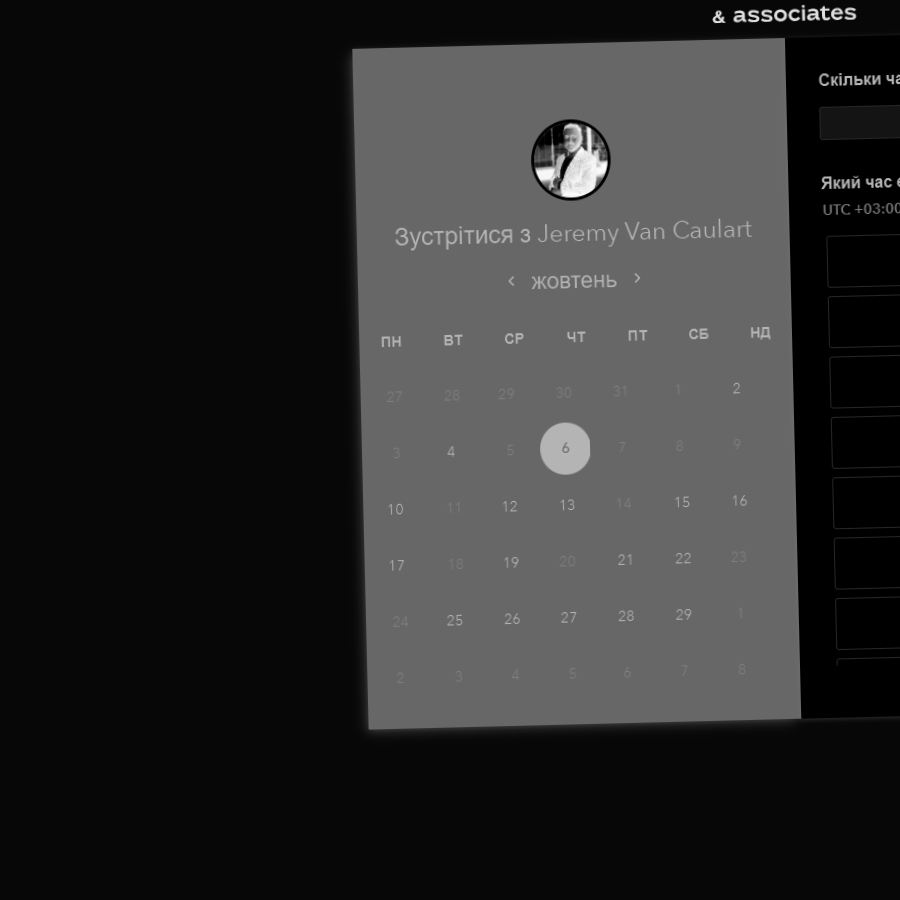 & associates
Зустрітися з Jeremy Van Caulart
жовтень
ПН ВТ СР ЧТ ПТ СБ НД
27 28 29 30 31 1 2
3 4 5 6 7 8 9
10 11 12 13 14 15 16
17 18 19 20 21 22 23
24 25 26 27 28 29 1
2 3 4 5 6 7 8
Скільки
Який час
UTC +03:00